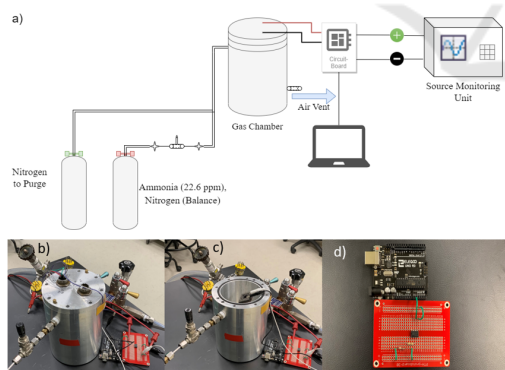 a)
Circuit-
Board
Source Monitoring
Unit
Air Vent
Gas Chamber
Nitrogen
to Purge
Ammonia (22.6 ppm),
Nitrogen (Balance)
b)
c)
d)